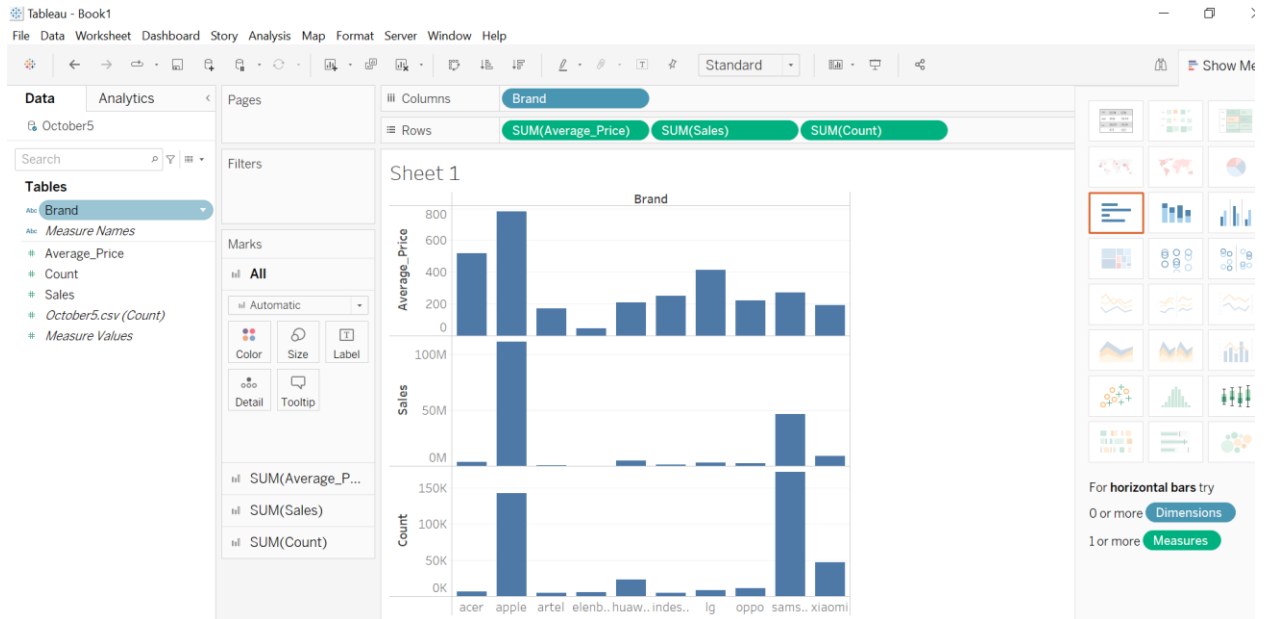 Tableau - Book1
File Data Worksheet Dashboard Story Analysis Map Format Server Window Help
Standard
Show Me
Data Analytics
October5
Search
Tables
Abc Brand
Abc Measure Names
# Average_Price
# Count
# Sales
# October5.csv (Count)
# Measure Values
Pages
Filters
Marks
All
Automatic
Color Size Label
Detail Tooltip
SUM(Average_P...
SUM(Sales)
SUM(Count)
Columns Brand
Rows SUM(Average_Price) SUM(Sales) SUM(Count)
Sheet 1
Brand
Average_Price
800
600
400
200
0
Sales
100M
50M
0M
Count
150K
100K
50K
0K
acer apple artel elenb.. huaw.. indes.. lg oppo sams.. xiaomi
For horizontal bars try
0 or more Dimensions
1 or more Measures